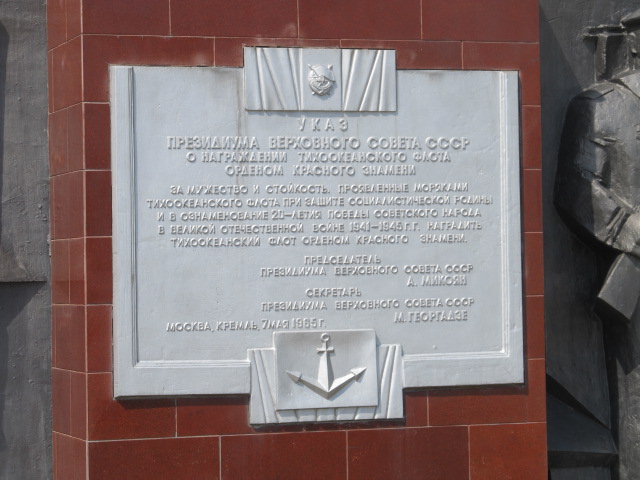 УКАЗ
ПРЕЗИДИУМА ВЕРХОВНОГО СОВЕТА СССР
О НАГРАЖДЕНИИ ТИХООКЕАНСКОГО ФЛОТА
ОРДЕНОМ КРАСНОГО ЗНАМЕНИ
ЗА МУЖЕСТВО И СТОЙКОСТЬ, ПРОЯВЛЕННЫЕ МОРЯКАМИ
ТИХООКЕАНСКОГО ФЛОТА ПРИ ЗАЩИТЕ СОЦИАЛИСТИЧЕСКОЙ РОДИНЫ
И В ОЗНАМЕНОВАНИЕ 20-ЛЕТИЯ ПОБЕДЫ СОВЕТСКОГО НАРОДА
В ВЕЛИКОЙ ОТЕЧЕСТВЕННОЙ ВОЙНЕ 1941-1945 Г.Г. НАГРАДИТЬ
ТИХООКЕАНСКИЙ ФЛОТ ОРДЕНОМ КРАСНОГО ЗНАМЕНИ.
ПРЕДСЕДАТЕЛЬ
ПРЕЗИДИУМА ВЕРХОВНОГО СОВЕТА СССР
А. МИКОЯН
СЕКРЕТАРЬ
ПРЕЗИДИУМА ВЕРХОВНОГО СОВЕТА СССР
М. ГЕОРГАДЗЕ
МОСКВА, КРЕМЛЬ, 7 МАЯ 1965 Г.